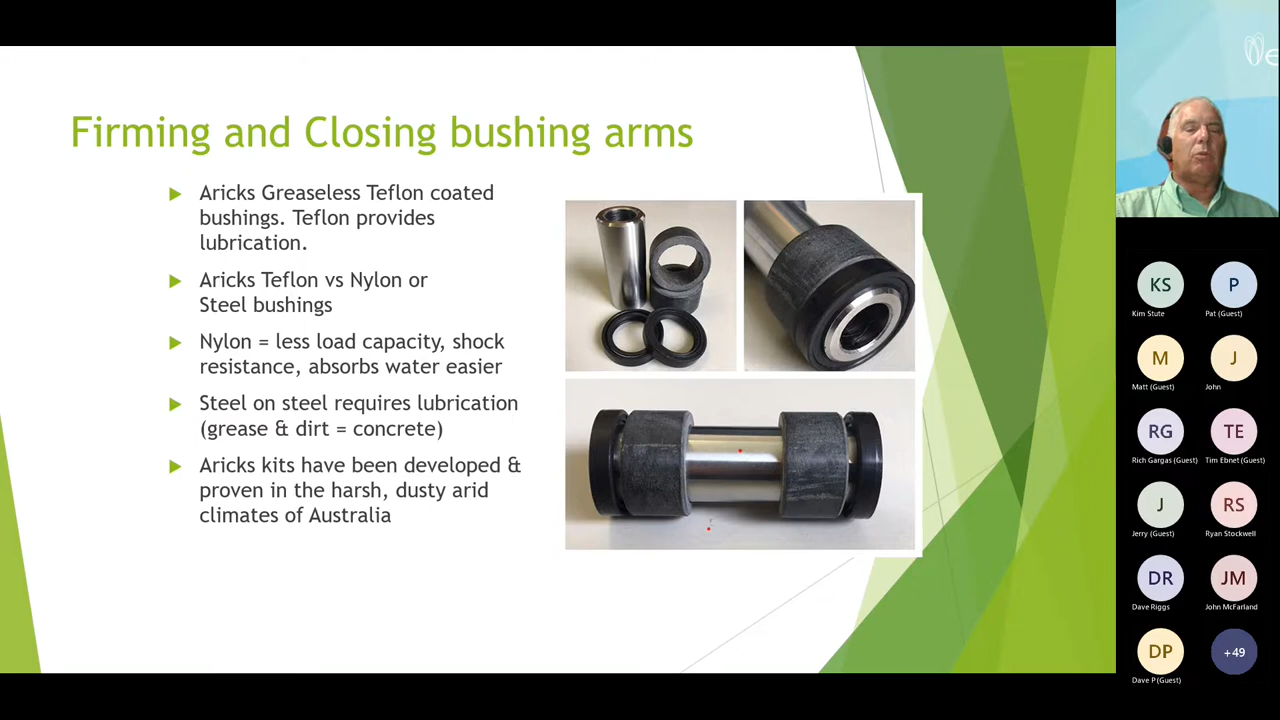 Firming and Closing bushing arms
Aricks Greaseless Teflon coated
bushings. Teflon provides
lubrication.
Aricks Teflon vs Nylon or
Steel bushings
Nylon = less load capacity, shock
resistance, absorbs water easier
Steel on steel requires lubrication
(grease & dirt = concrete)
Aricks kits have been developed &
proven in the harsh, dusty arid
climates of Australia
KS
Kim Stute
P
Pat (Guest)
M
Matt (Guest)
J
John
RG
Rich Gargas (Guest)
TE
Tim Ebnet (Guest)
J
Jerry (Guest)
RS
Ryan Stockwell
DR
Dave Riggs
JM
John McFarland
DP
Dave P (Guest)
+49